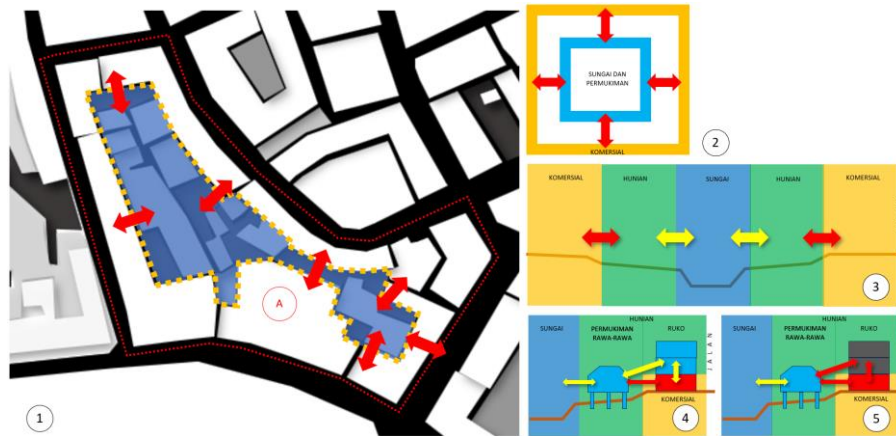 A
1
SUNGAI DAN
PERMUKIMAN
KOMERSIAL
2
KOMERSIAL
HUNIAN
SUNGAI
HUNIAN
KOMERSIAL
3
HUNIAN
SUNGAI
PERMUKIMAN
RAWA-RAWA
RUKO
JALAN
KOMERSIAL
4
HUNIAN
SUNGAI
PERMUKIMAN
RAWA-RAWA
RUKO
KOMERSIAL
5